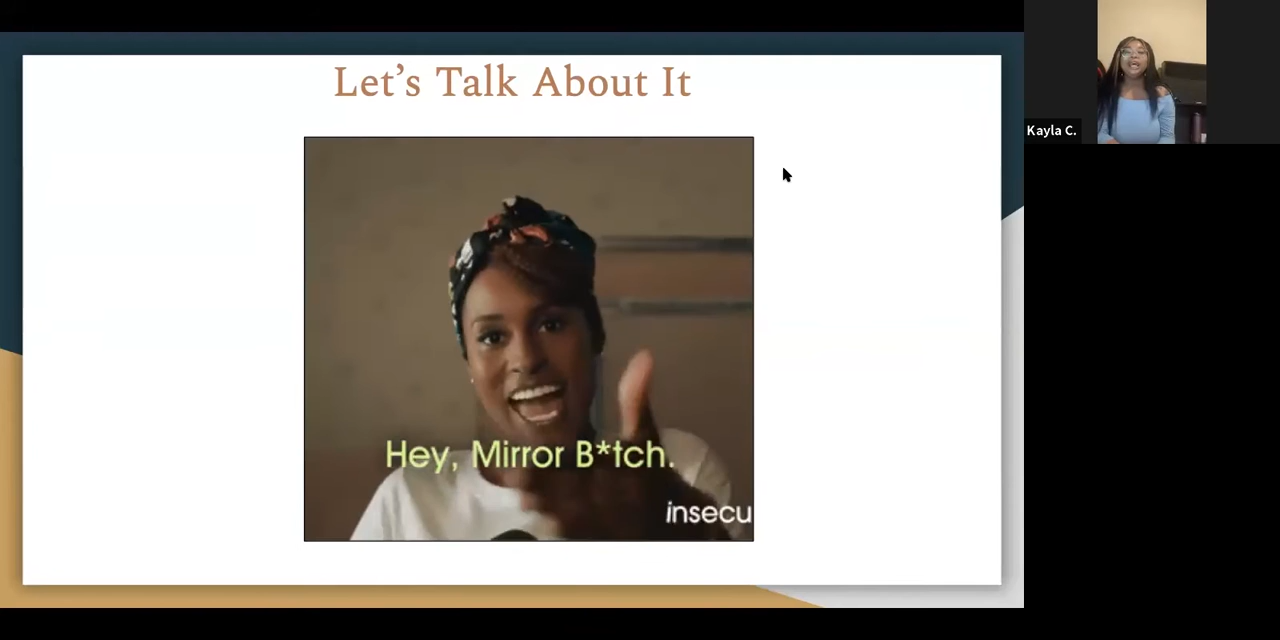 Let's Talk About It
Kayla C.
Hey, Mirror B*tch.
insecu